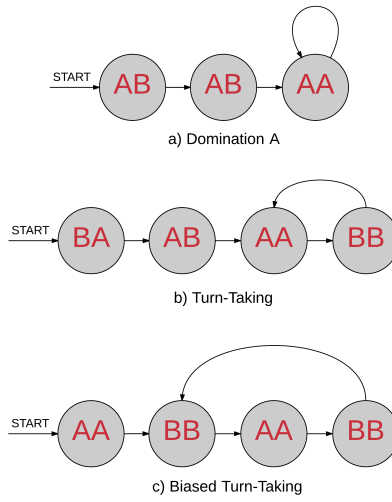 START AB AB AA
a) Domination A
START BA AB AA BB
b) Turn-Taking
START AA BB AA BB
c) Biased Turn-Taking